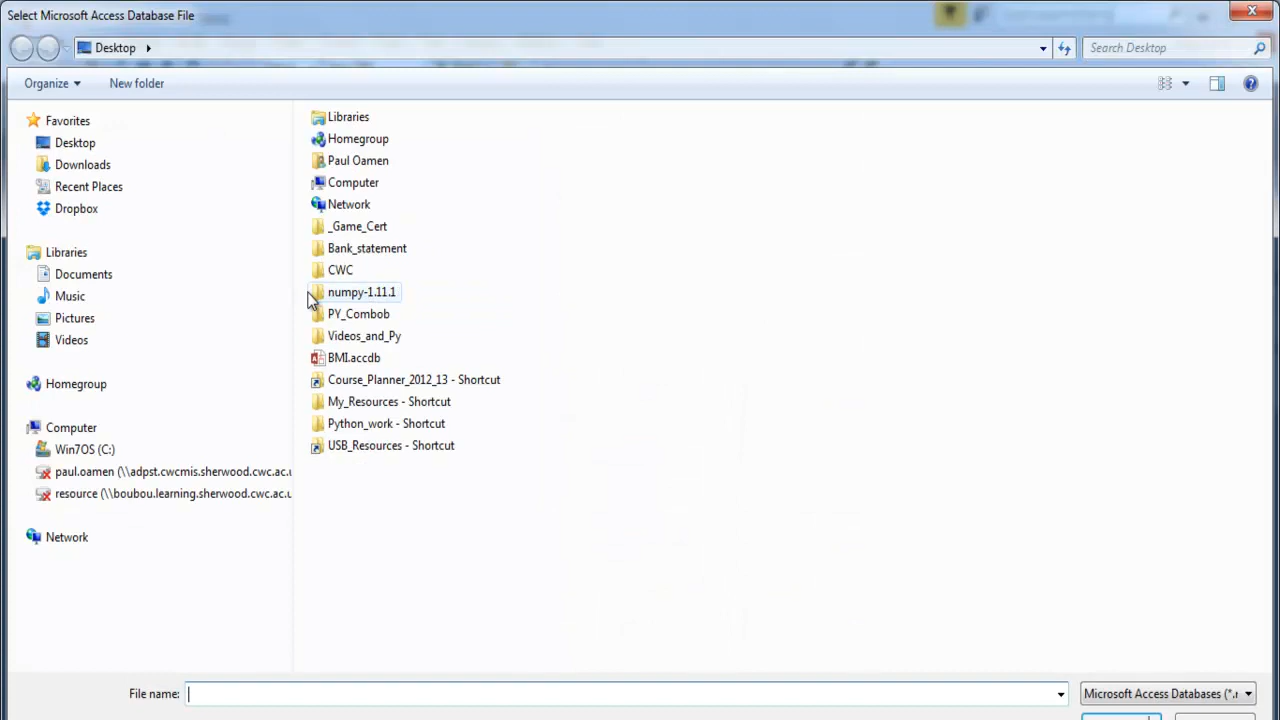 Select Microsoft Access Database File
Desktop
Search Desktop
Organize
New folder
Favorites
Desktop
Downloads
Recent Places
Dropbox
Libraries
Documents
Music
Pictures
Videos
Homegroup
Computer
Win7OS (C:)
paul.oamen (\\adpst.cwcmis.sherwood.cwc.ac.u
resource (\\boubou.learning.sherwood.cwc.ac.u
Network
Libraries
Homegroup
Paul Oamen
Computer
Network
_Game_Cert
Bank_statement
CWC
numpy-1.11.1
PY_Combob
Videos_and_Py
BMI.accdb
Course_Planner_2012_13 - Shortcut
My_Resources - Shortcut
Python_work - Shortcut
USB_Resources - Shortcut
File name:
Microsoft Access Databases (*.r